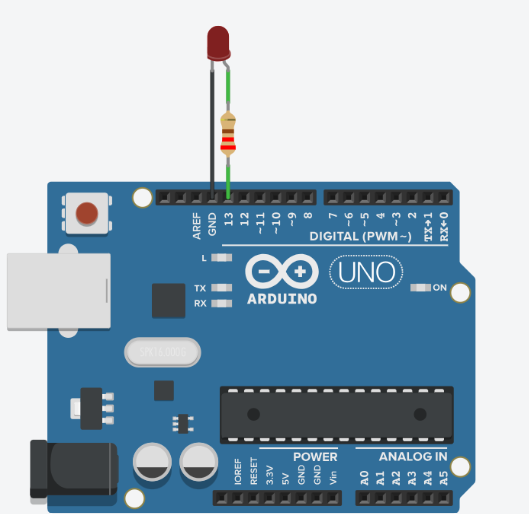 AREF
GND
13
12
~11
~10
~9
8
7
~6
~5
4
~3
2
TX→1
RX←0
DIGITAL (PWM~)
L
TX
RX
UNO
ARDUINO
ON
POWER
ANALOG IN
IOREF
RESET
3.3V
5V
GND
GND
Vin
A0
A1
A2
A3
A4
A5